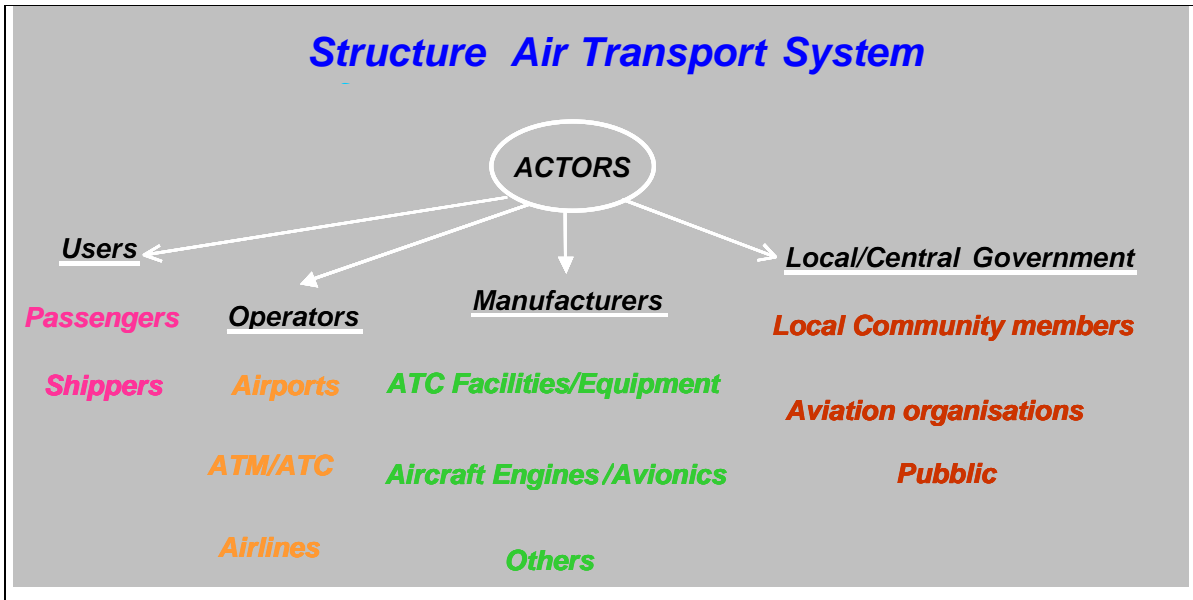 Structure Air Transport System
ACTORS
Users
Passengers
Shippers
Operators
Airports
ATM/ATC
Airlines
Manufacturers
ATC Facilities/Equipment
Aircraft Engines/Avionics
Others
Local/Central Government
Local Community members
Aviation organisations
Pubblic